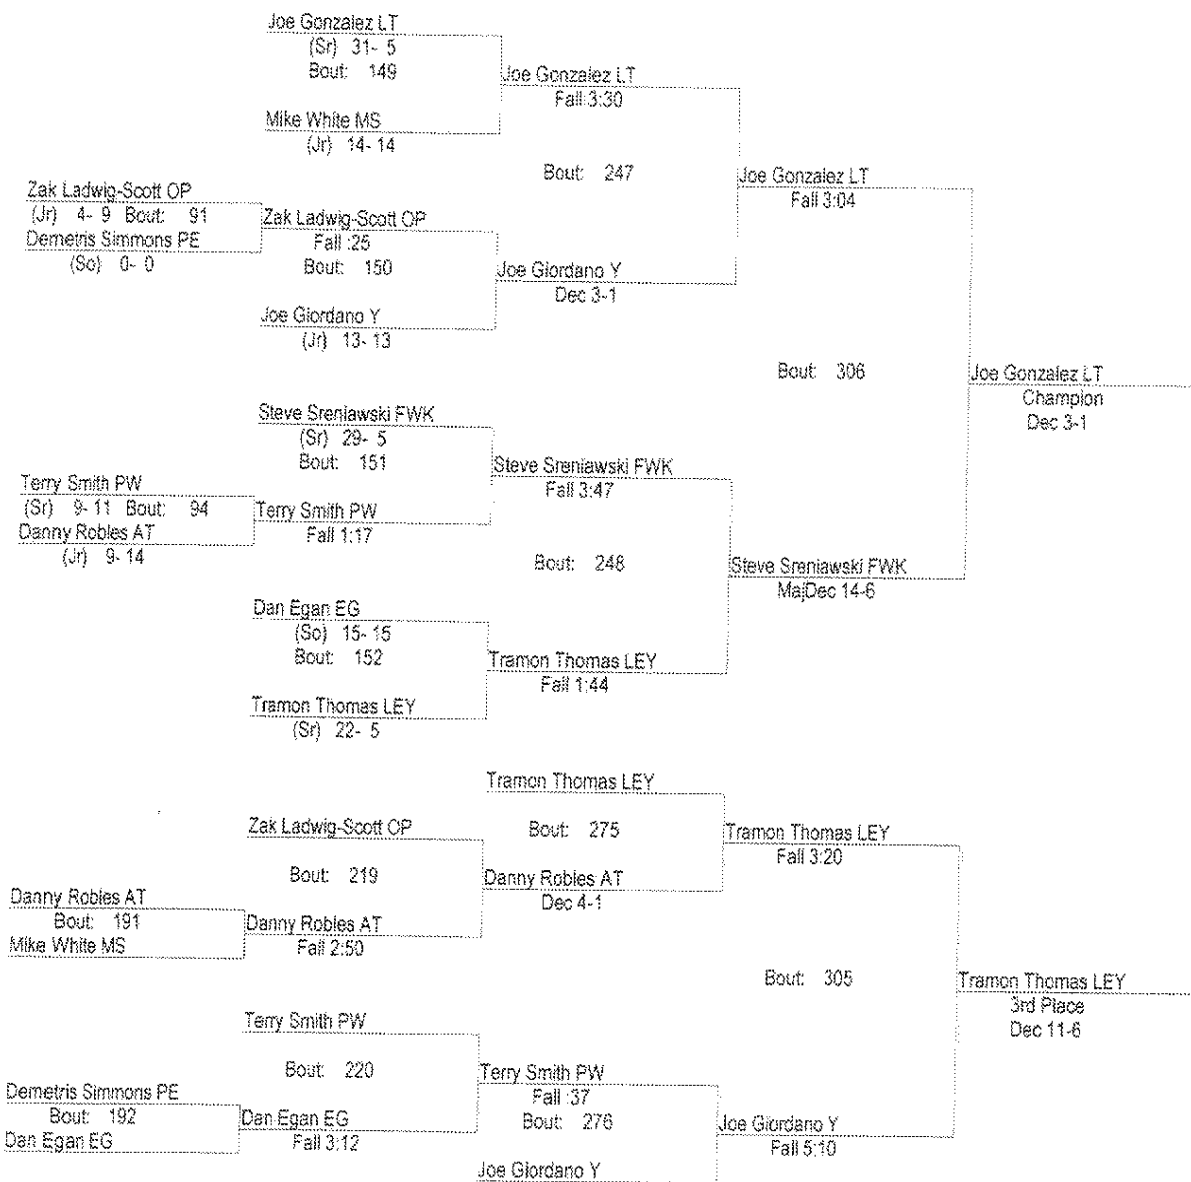 Joe Gonzalez LT
(Sr) 31- 5
Bout: 149
Joe Gonzalez LT
Fall 3:30
Mike White MS
(Jr) 14- 14
Bout: 247
Joe Gonzalez LT
Fall 3:04
Zak Ladwig-Scott OP
(Jr) 4- 9 Bout: 91
Zak Ladwig-Scott OP
Demetris Simmons PE
Fall :25
(So) 0- 0
Bout: 150
Joe Giordano Y
Dec 3-1
Joe Giordano Y
(Jr) 13- 13
Bout: 306
Joe Gonzalez LT
Champion
Dec 3-1
Steve Sreniawski FWK
(Sr) 29- 5
Bout: 151
Steve Sreniawski FWK
Fall 3:47
Terry Smith PW
(Sr) 9- 11 Bout: 94
Terry Smith PW
Danny Robles AT
Fall 1:17
(Jr) 9- 14
Bout: 248
Steve Sreniawski FWK
MajDec 14-6
Dan Egan EG
(So) 15- 15
Bout: 152
Tramon Thomas LEY
Fall 1:44
Tramon Thomas LEY
(Sr) 22- 5
Tramon Thomas LEY
Zak Ladwig-Scott OP
Bout: 275
Tramon Thomas LEY
Fall 3:20
Bout: 219
Danny Robles AT
Dec 4-1
Danny Robles AT
Bout: 191
Danny Robles AT
Mike White MS
Fall 2:50
Bout: 305
Tramon Thomas LEY
3rd Place
Dec 11-6
Terry Smith PW
Bout: 220
Terry Smith PW
Fall :37
Demetris Simmons PE
Bout: 192
Dan Egan EG
Bout: 276
Joe Giordano Y
Dan Egan EG
Fall 3:12
Fall 5:10
Joe Giordano Y